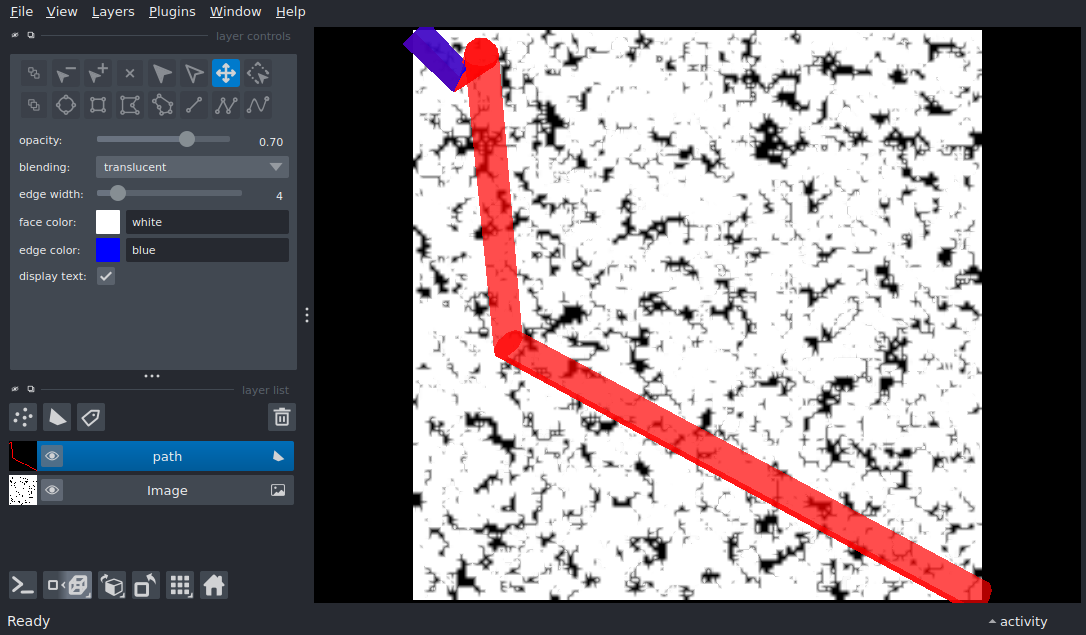 File View Layers Plugins Window Help
layer controls
opacity: 0.70
blending: translucent
edge width: 4
face color: white
edge color: blue
display text:
layer list
path
Image
Ready
activity